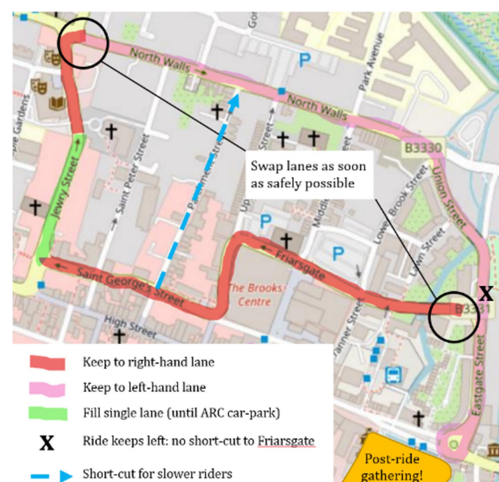 North Walls
North Walls
Park Avenue
P
B3330
Union Street
Swap lanes as soon
as safely possible
Jewry Street
Saint Peter Street
Lower Brook Street
Lawn Street
P
P
Friarsgate
Saint George's Street
The Brooks
Centre
High Street
X
B3331
Eastgate Street
Keep to right-hand lane
Keep to left-hand lane
Fill single lane (until ARC car-park)
X Ride keeps left: no short-cut to Friarsgate
Short-cut for slower riders
Post-ride
gathering!